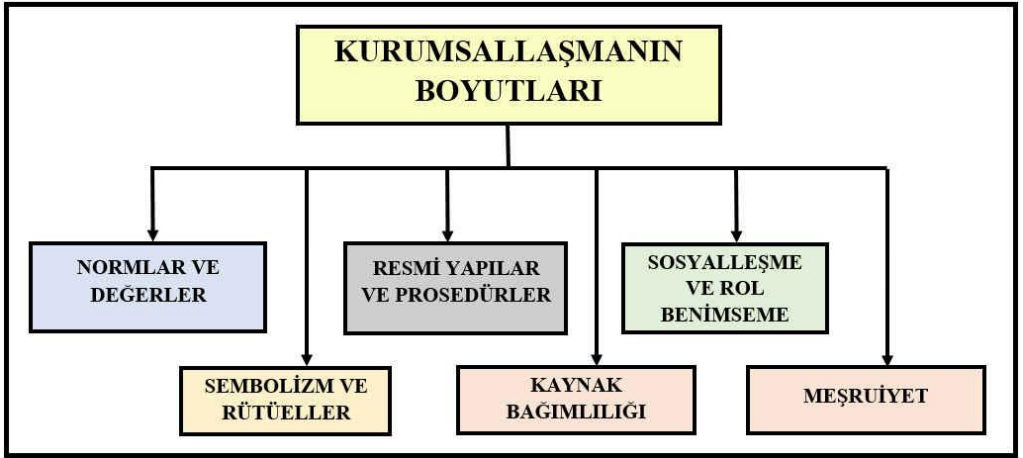 KURUMSALLAŞMANIN
BOYUTLARI
NORMLAR VE
DEĞERLER
RESMİ YAPILAR
VE PROSEDÜRLER
SOSYALLEŞME
VE ROL
BENİMSEME
SEMBOLİZM VE
RÜTÜELLER
KAYNAK
BAĞIMLILIĞI
MEŞRUİYET